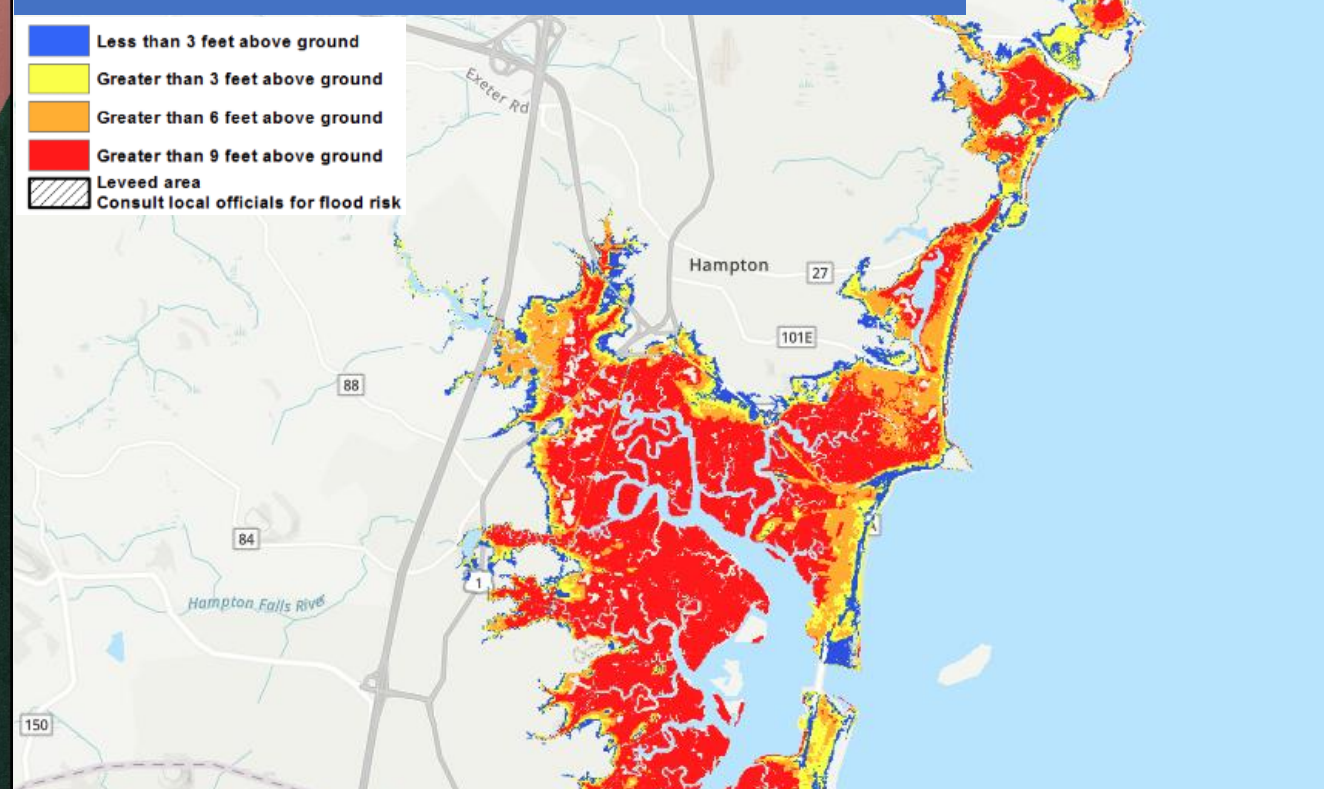 Less than 3 feet above ground
Greater than 3 feet above ground
Greater than 6 feet above ground
Greater than 9 feet above ground
Leveed area
Consult local officials for flood risk
Exeter Rd
Hampton
27
101E
88
84
1
Hampton Falls River
150